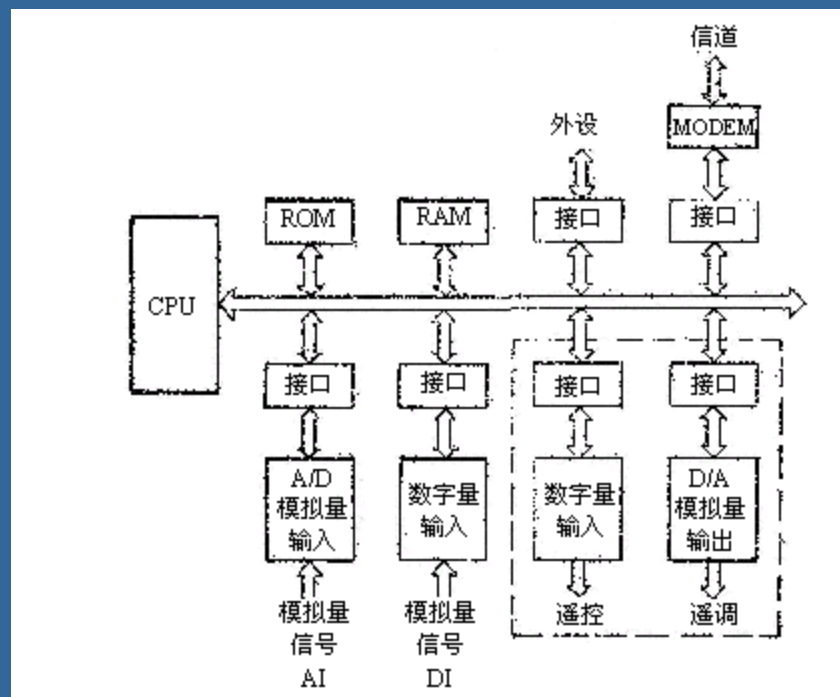 信道
MODEM
外设
ROM
RAM
接口
接口
CPU
接口
接口
接口
接口
A/D
模拟量
输入
数字量
输入
数字量
输入
D/A
模拟量
输出
模拟量
信号
AI
模拟量
信号
DI
遥控
遥调